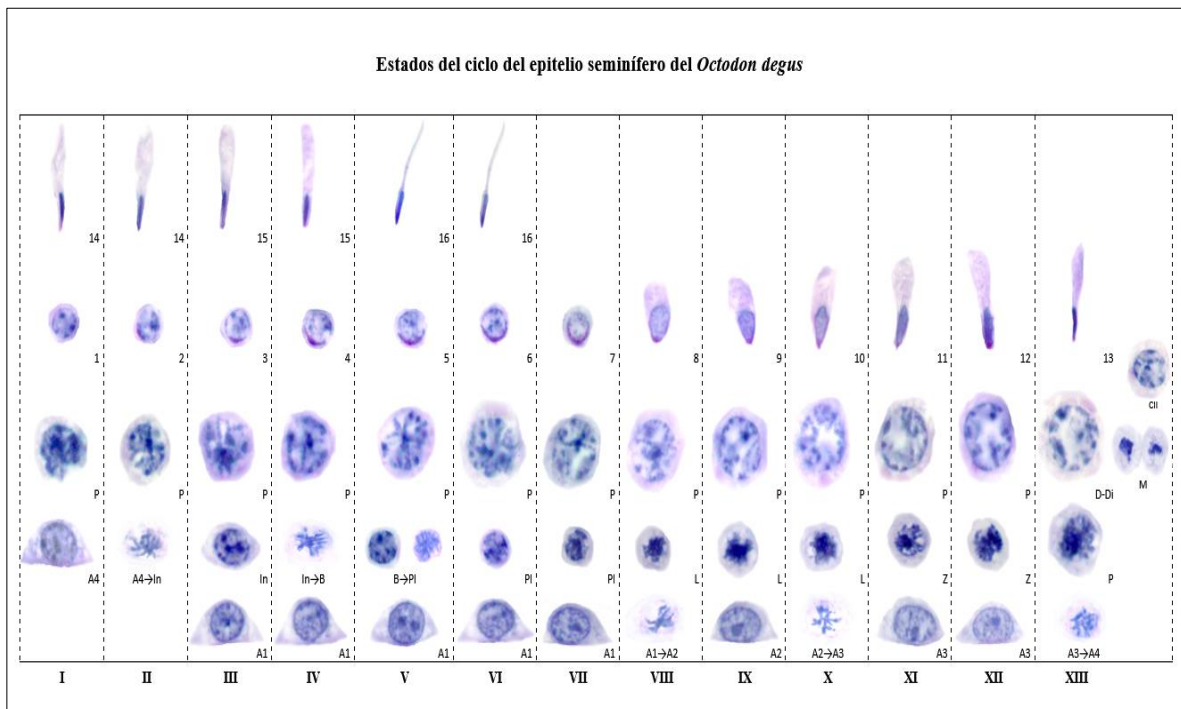 Estados del ciclo del epitelio seminífero del Octodon degus
14 14 15 15 16 16
1 2 3 4 5 6 7 8 9 10 11 12 13
CII
P P P P P P P P P P P P D-Di M
A4 A4→In In In→B B→Pl Pl Pl L L L Z Z P
A1 A1 A1 A1 A1 A1→A2 A2 A2→A3 A3 A3 A3→A4
I II III IV V VI VII VIII IX X XI XII XIII